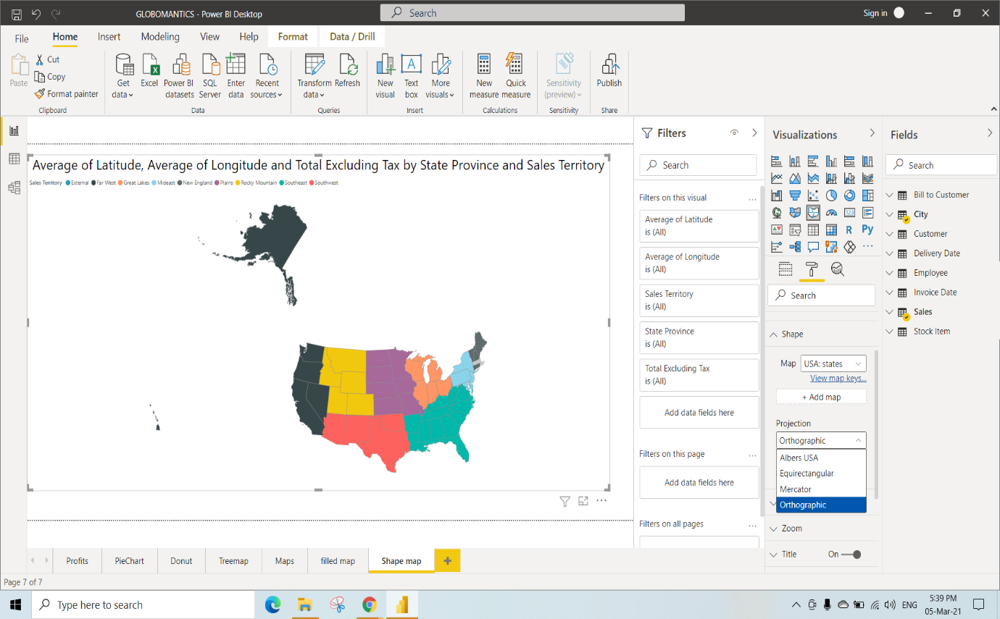 GLOBOMANTICS - Power BI Desktop
Search
Sign in
File
Home
Insert
Modeling
View
Help
Format
Data / Drill
Paste
Cut
Copy
Format painter
Clipboard
Get data
Excel
Power BI datasets
SQL Server
Enter data
Recent sources
Data
Transform data
Refresh
Queries
New visual
A
Text box
More visuals
Insert
New measure
Quick measure
Calculations
Sensitivity (preview)
Sensitivity
Publish
Share
Average of Latitude, Average of Longitude and Total Excluding Tax by State Province and Sales Territory
Sales Territory External Far West Great Lakes Mideast New England Plains Rocky Mountain Southeast Southwest
Filters
Search
Filters on this visual
...
Average of Latitude
is (All)
Average of Longitude
is (All)
Sales Territory
is (All)
State Province
is (All)
Total Excluding Tax
is (All)
Add data fields here
Filters on this page
...
Add data fields here
Filters on all pages
...
Visualizations
123
R
Py
...
Search
Shape
Map
USA: states
View map keys...
+ Add map
Projection
Orthographic
Albers USA
Equirectangular
Mercator
Orthographic
Zoom
Title
On
Fields
Search
Bill to Customer
City
Customer
Delivery Date
Employee
Invoice Date
Sales
Stock Item
Profits
PieChart
Donut
Treemap
Maps
filled map
Shape map
+
Page 7 of 7
Type here to search
ENG
5:39 PM
05-Mar-21